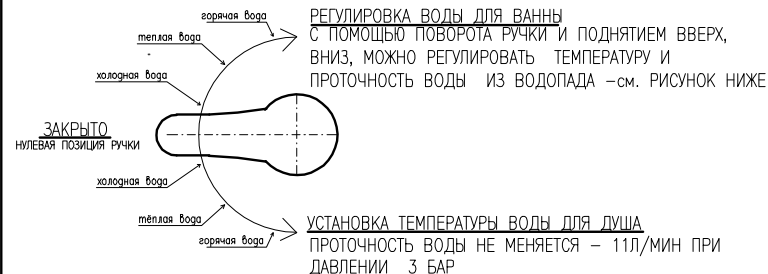 горячая вода
теплая вода
холодная вода
РЕГУЛИРОВКА ВОДЫ ДЛЯ ВАННЫ
С ПОМОЩЬЮ ПОВОРОТА РУЧКИ И ПОДНЯТИЕМ ВВЕРХ,
ВНИЗ, МОЖНО РЕГУЛИРОВАТЬ ТЕМПЕРАТУРУ И
ПРОТОЧНОСТЬ ВОДЫ ИЗ ВОДОПАДА –см. РИСУНОК НИЖЕ
ЗАКРЫТО
НУЛЕВАЯ ПОЗИЦИЯ РУЧКИ
холодная вода
тёплая вода
горячая вода
УСТАНОВКА ТЕМПЕРАТУРЫ ВОДЫ ДЛЯ ДУША
ПРОТОЧНОСТЬ ВОДЫ НЕ МЕНЯЕТСЯ – 11Л/МИН ПРИ
ДАВЛЕНИИ 3 БАР